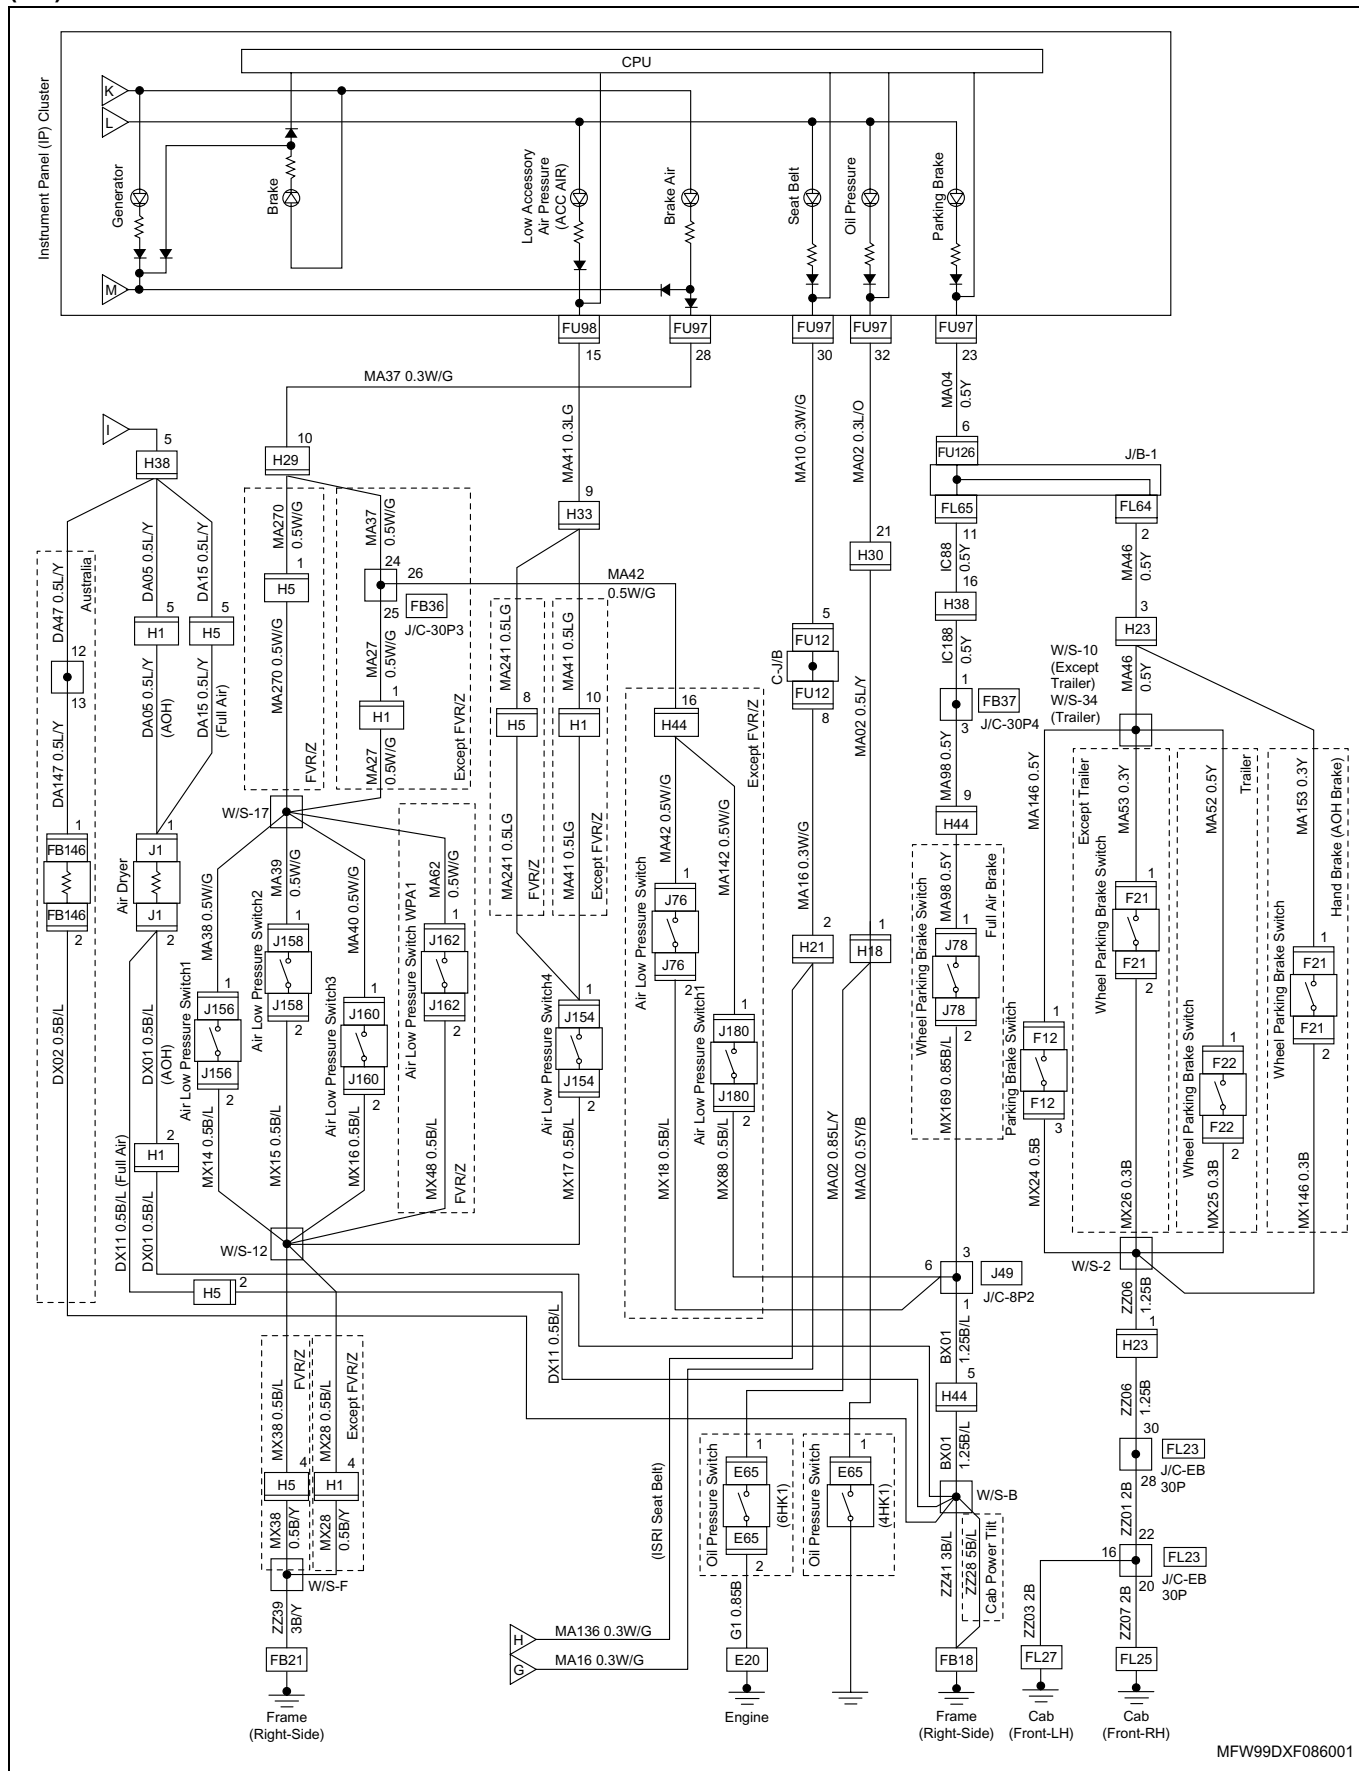 CPU
K
L
M
Instrument Panel (IP) Cluster
Generator
Brake
Low Accessory
Air Pressure
(ACC AIR)
Brake Air
Seat Belt
Oil Pressure
Parking Brake
FU98
FU97
FU97
FU97
FU97
15
28
30
32
23
MA37 0.3W/G
MA41 0.3LG
MA10 0.3W/G
MA02 0.3L/O
MA04
0.5Y
I
5
H38
10
H29
9
H33
21
H30
6
FU126
J/B-1
FL65
FL64
11
2
IC88
0.5Y
MA46
0.5Y
16
H38
3
H23
IC188
0.5Y
MA46
0.5Y
W/S-10
(Except
Trailer)
W/S-34
(Trailer)
1
FB37
J/C-30P4
3
DA47 0.5L/Y
Australia
DA05 0.5L/Y
DA15 0.5L/Y
5
H1
5
H5
12
13
DA147 0.5L/Y
DA05 0.5L/Y
(AOH)
DA15 0.5L/Y
(Full Air)
MA270
0.5W/G
1
H5
MA270 0.5W/G
FVR/Z
MA37
0.5W/G
24
26
25
FB36
J/C-30P3
MA27
0.5W/G
1
H1
MA27
0.5W/G
Except FVR/Z
MA42
0.5W/G
MA241 0.5LG
MA41 0.5LG
8
H5
10
H1
MA241 0.5LG
FVR/Z
MA41 0.5LG
Except FVR/Z
16
H44
Except FVR/Z
MA42 0.5W/G
MA142 0.5W/G
5
FU12
C-J/B
FU12
8
MA16 0.3W/G
MA02 0.5L/Y
MA98 0.5Y
9
H44
W/S-17
1
FB146
FB146
2
Air Dryer
1
J1
J1
2
MA38 0.5W/G
MA39
0.5W/G
MA40 0.5W/G
MA62
0.5W/G
Air Low Pressure Switch1
1
J156
J156
2
Air Low Pressure Switch2
1
J158
J158
2
Air Low Pressure Switch3
1
J160
J160
2
Air Low Pressure Switch WPA1
1
J162
J162
2
Air Low Pressure Switch4
1
J154
J154
2
Air Low Pressure Switch
1
J76
J76
2
Air Low Pressure Switch1
1
J180
J180
2
2
H21
1
H18
Wheel Parking Brake Switch
MA98 0.5Y
Full Air Brake
1
J78
J78
2
MX169 0.85B/L
MA146 0.5Y
Except Trailer
MA53 0.3Y
Wheel Parking Brake Switch
1
F21
F21
2
MA52 0.5Y
Trailer
MA153 0.3Y
Hand Brake (AOH Brake)
Wheel Parking Brake Switch
1
F21
F21
2
Parking Brake Switch
1
F12
F12
3
Wheel Parking Brake Switch
1
F22
F22
2
DX02 0.5B/L
DX01 0.5B/L
(AOH)
2
H1
DX11 0.5B/L (Full Air)
DX01 0.5B/L
MX14 0.5B/L
MX15 0.5B/L
MX16 0.5B/L
MX48 0.5B/L
FVR/Z
MX17 0.5B/L
MX18 0.5B/L
MX88 0.5B/L
MA02 0.85L/Y
MA02 0.5Y/B
MX24 0.5B
MX26 0.3B
MX25 0.3B
MX146 0.3B
W/S-12
H5
2
6
3
J49
J/C-8P2
1
W/S-2
ZZ06
1.25B
1
H23
ZZ06
1.25B
BX01
1.25B/L
5
H44
BX01
1.25B/L
DX11 0.5B/L
MX38 0.5B/L
FVR/Z
MX28 0.5B/L
Except FVR/Z
4
H5
4
H1
MX38
0.5B/Y
MX28
0.5B/Y
W/S-F
ZZ39
3B/Y
FB21
Frame
(Right-Side)
(ISRI Seat Belt)
H
MA136 0.3W/G
G
MA16 0.3W/G
Oil Pressure Switch
1
E65
E65
(6HK1)
2
G1 0.85B
E20
Engine
Oil Pressure Switch
1
E65
(4HK1)
W/S-B
ZZ41 3B/L
ZZ28 5B/L
Cab Power Tilt
FB18
Frame
(Right-Side)
30
FL23
28
J/C-EB
30P
ZZ01 2B
22
16
FL23
20
J/C-EB
30P
ZZ03 2B
ZZ07 2B
FL27
FL25
Cab
(Front-LH)
Cab
(Front-RH)
MFW99DXF086001